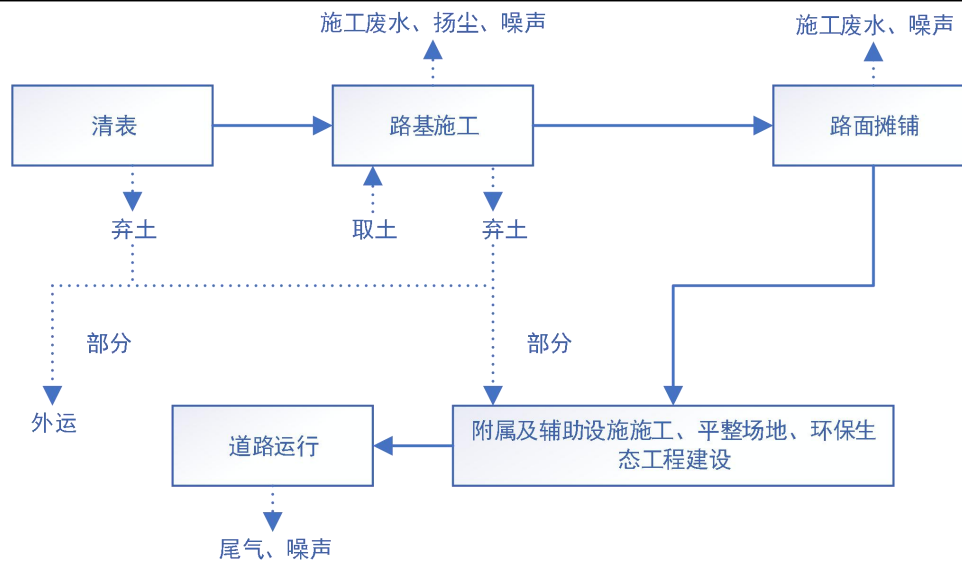 施工废水、扬尘、噪声
施工废水、噪声
清表
路基施工
路面摊铺
弃土
取土
弃土
部分
部分
外运
道路运行
附属及辅助设施施工、平整场地、环保生
态工程建设
尾气、噪声